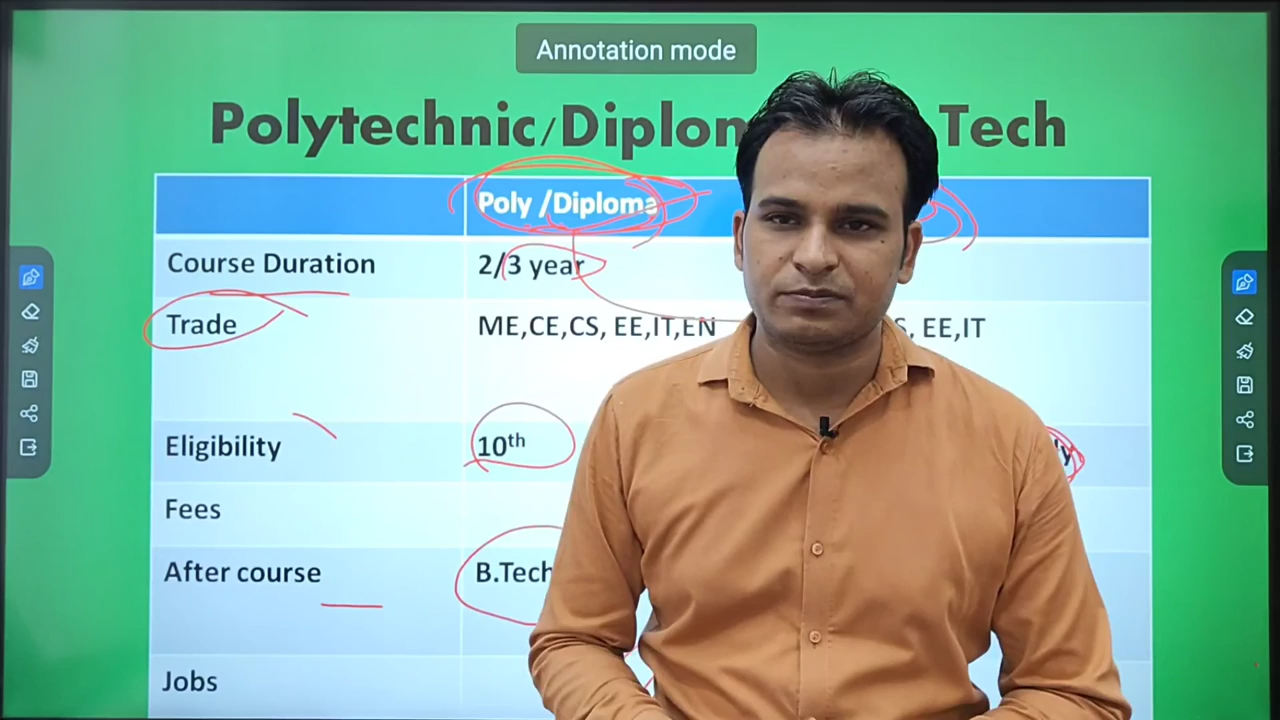 Annotation mode
Polytechnic/Diplom Tech
Poly /Diploma
Course Duration 2/3 year
Trade ME,CE,CS, EE,IT,EN , EE,IT
Eligibility 10th
Fees
After course B.Tech
Jobs